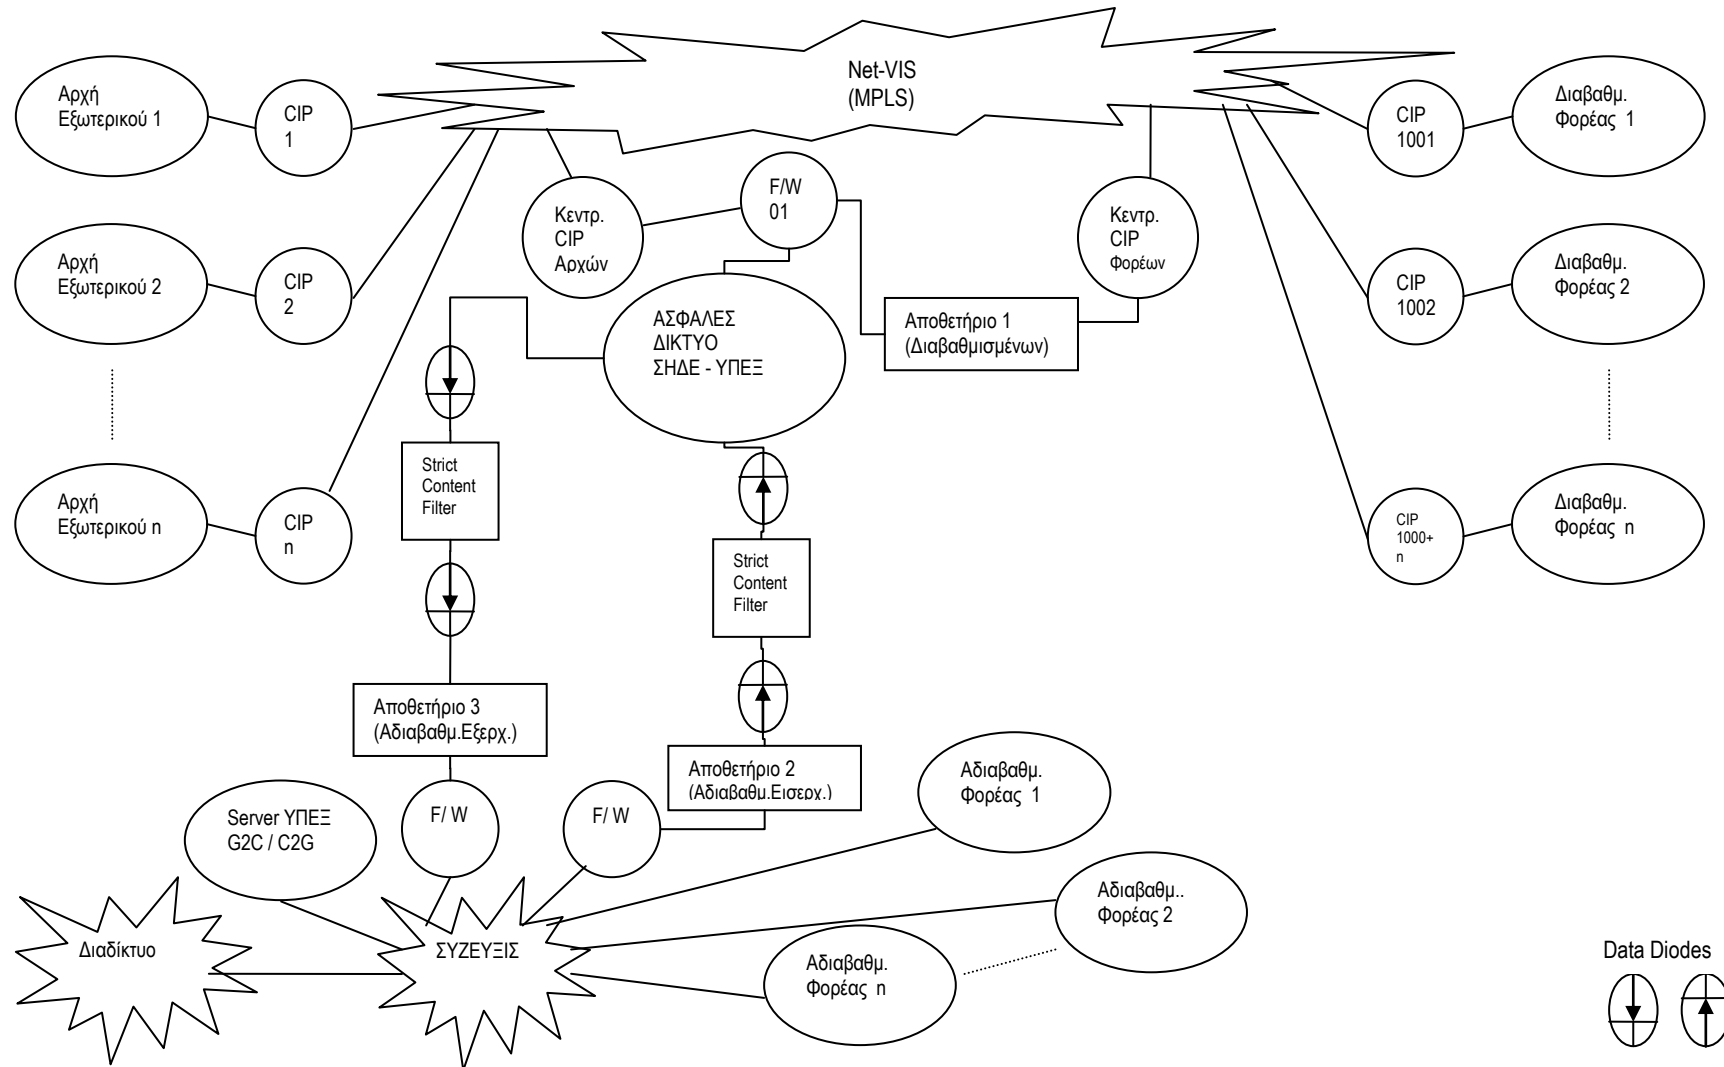 Net-VIS
(MPLS)
Αρχή
Εξωτερικού 1
CIP
1
CIP
1001
Διαβαθμ.
Φορέας 1
F/W
01
Κεντρ.
CIP
Αρχών
Κεντρ.
CIP
Φορέων
Αρχή
Εξωτερικού 2
CIP
2
CIP
1002
Διαβαθμ.
Φορέας 2
ΑΣΦΑΛΕΣ
ΔΙΚΤΥΟ
ΣΗΔΕ - ΥΠΕΞ
Αποθετήριο 1
(Διαβαθμισμένων)
Strict
Content
Filter
Αρχή
Εξωτερικού n
CIP
n
CIP
1000+
n
Διαβαθμ.
Φορέας n
Strict
Content
Filter
Αποθετήριο 3
(Αδιαβαθμ.Εξερχ.)
Αποθετήριο 2
(Αδιαβαθμ.Εισερχ.)
Αδιαβαθμ.
Φορέας 1
Server ΥΠΕΞ
G2C / C2G
F/ W
F/ W
Αδιαβαθμ..
Φορέας 2
Διαδίκτυο
ΣΥΖΕΥΞΙΣ
Αδιαβαθμ.
Φορέας n
Data Diodes